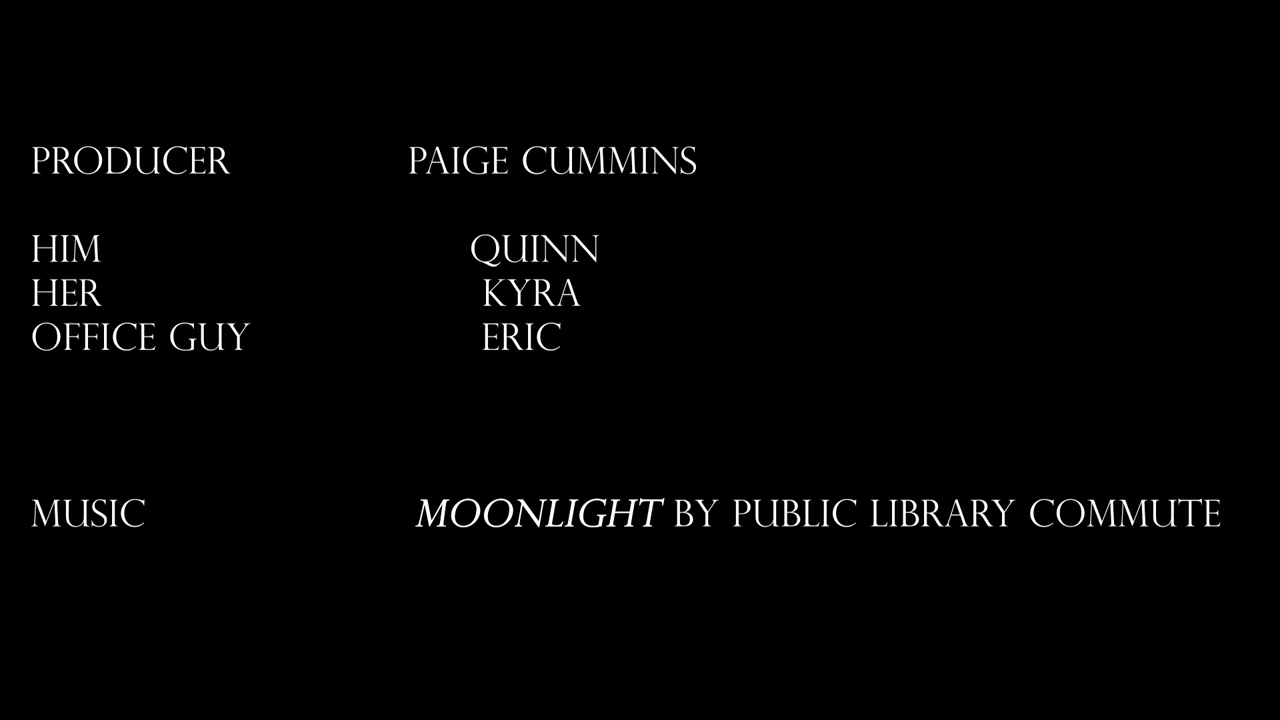 PRODUCER PAIGE CUMMINS
HIM QUINN
HER KYRA
OFFICE GUY ERIC
MUSIC MOONLIGHT BY PUBLIC LIBRARY COMMUTE